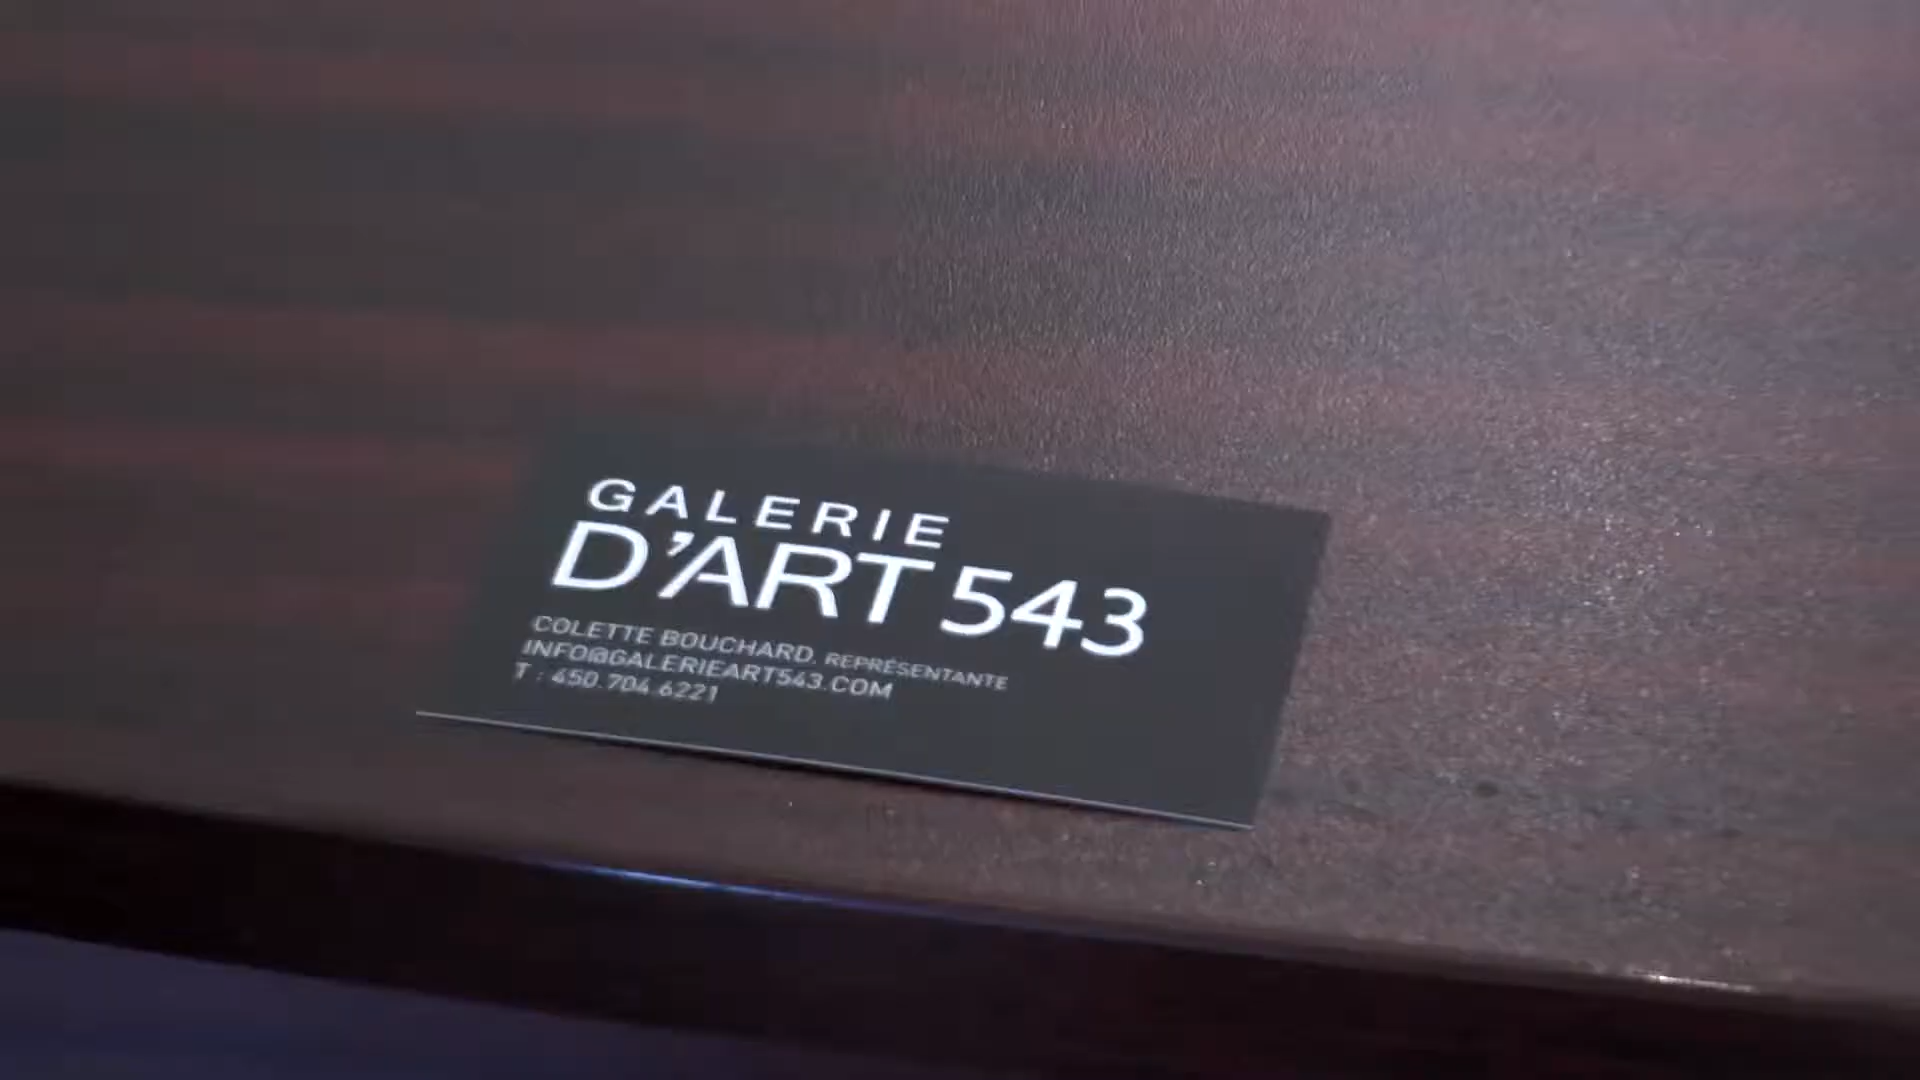 GALERIE
D'ART 543
COLETTE BOUCHARD, REPRÉSENTANTE
INFO@GALERIEART543.COM
T : 450.704.6221